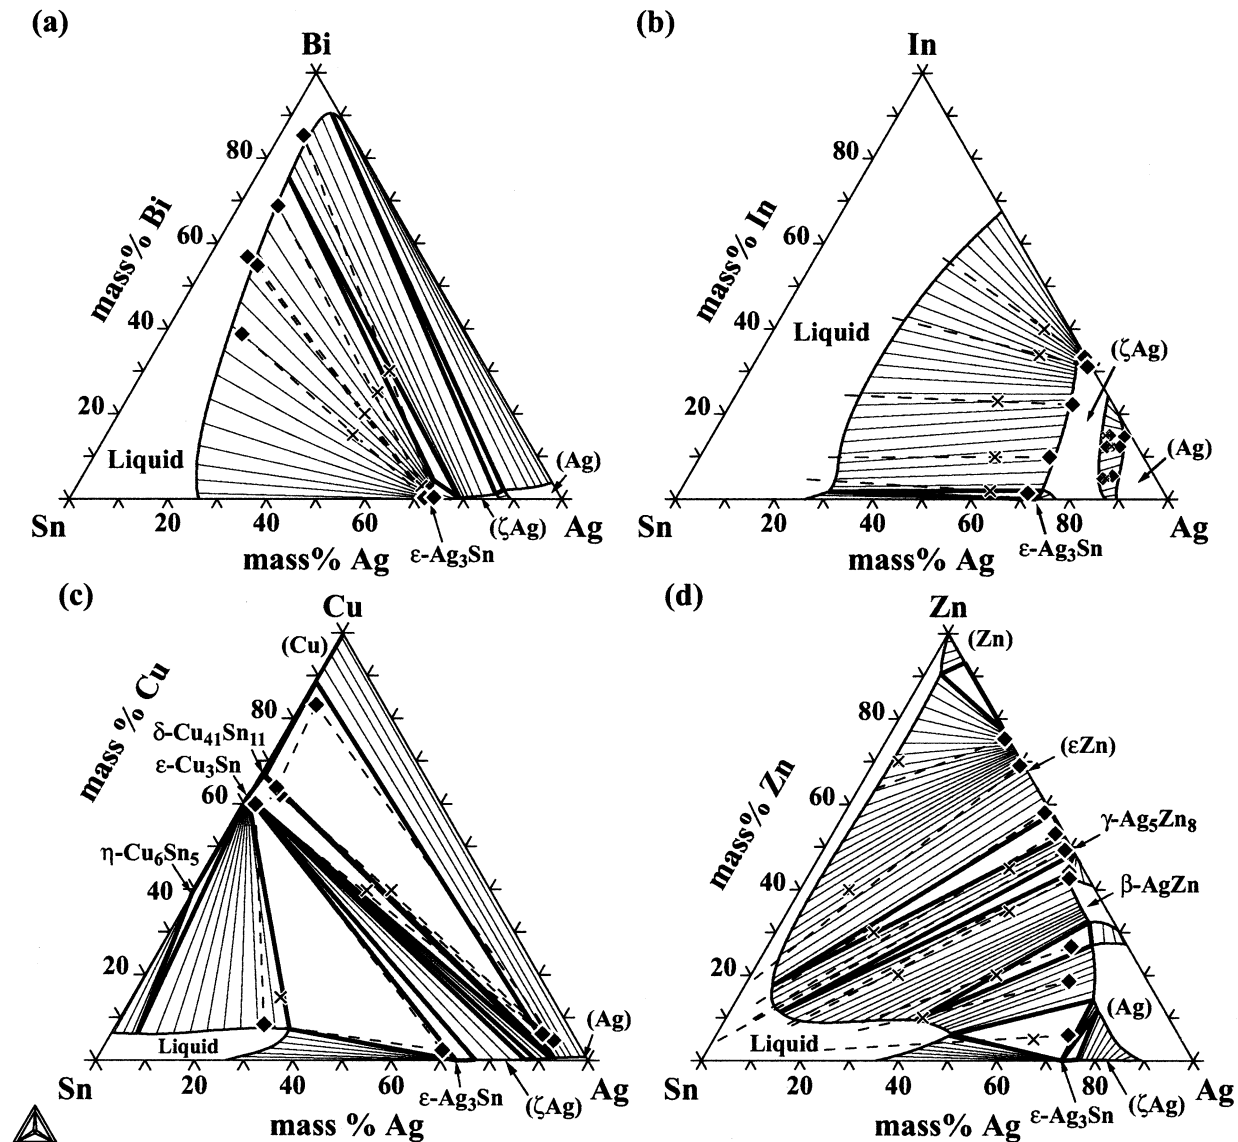 (a)
Bi
80
60
40
20
mass% Bi
Liquid
Sn
20
40
60
Ag
mass% Ag
ε-Ag₃Sn
(ζAg)
(Ag)
(b)
In
80
60
40
20
mass% In
Liquid
(ζAg)
(Ag)
Sn
20
40
80
Ag
mass% Ag
ε-Ag₃Sn
(c)
Cu
(Cu)
80
60
40
20
mass % Cu
δ-Cu₄₁Sn₁₁
ε-Cu₃Sn
η-Cu₆Sn₅
Liquid
(Ag)
Sn
20
40
60
Ag
mass % Ag
ε-Ag₃Sn
(ζAg)
(d)
Zn
(Zn)
80
60
40
20
mass% Zn
(εZn)
γ-Ag₅Zn₈
β-AgZn
(Ag)
Liquid
Sn
20
40
60
80
Ag
mass % Ag
ε-Ag₃Sn
(ζAg)